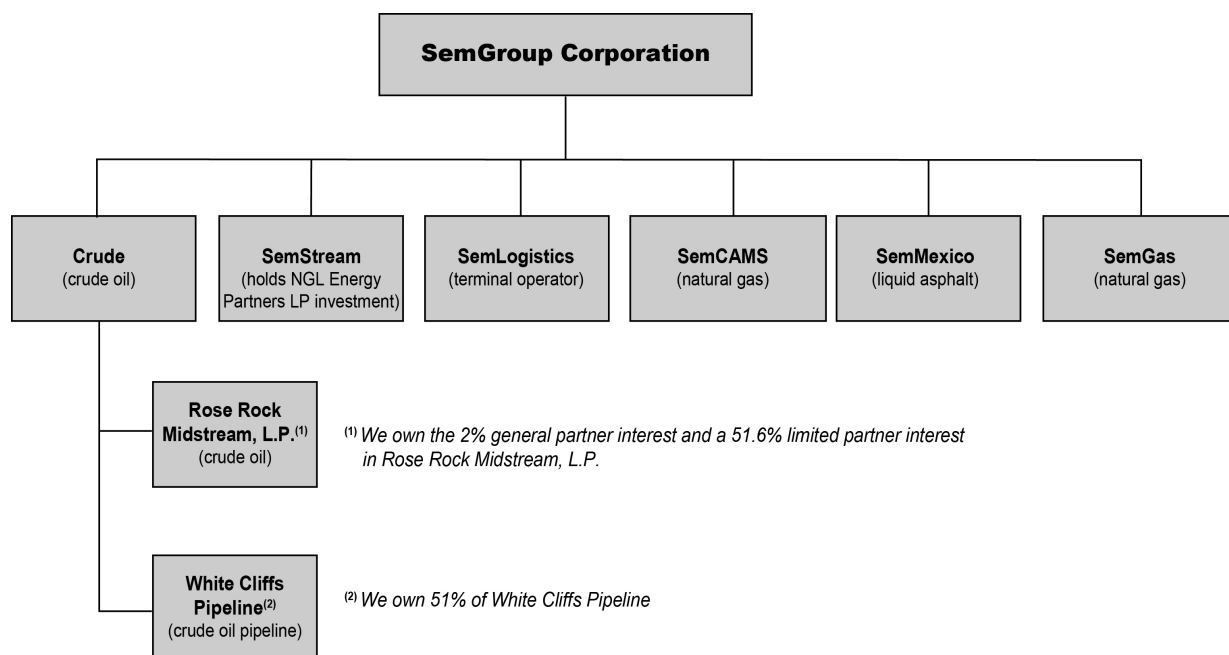 SemGroup Corporation
Crude
(crude oil)
SemStream
(holds NGL Energy
Partners LP investment)
SemLogistics
(terminal operator)
SemCAMS
(natural gas)
SemMexico
(liquid asphalt)
SemGas
(natural gas)
Rose Rock
Midstream, L.P.(1)
(crude oil)
(1) We own the 2% general partner interest and a 51.6% limited partner interest
in Rose Rock Midstream, L.P.
White Cliffs
Pipeline(2)
(crude oil pipeline)
(2) We own 51% of White Cliffs Pipeline